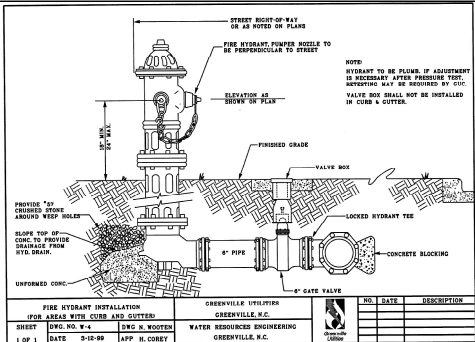 STREET RIGHT-OF-WAY
OR AS NOTED ON PLANS
FIRE HYDRANT, PUMPER NOZZLE TO
BE PERPENDICULAR TO STREET
NOTE:
HYDRANT TO BE PLUMB. IF ADJUSTMENT
IS NECESSARY AFTER PRESSURE TEST,
RETESTING MAY BE REQUIRED BY GUC.
VALVE BOX SHALL NOT BE INSTALLED
IN CURB & GUTTER.
ELEVATION AS
SHOWN ON PLAN
18" MIN.
24" MAX.
FINISHED GRADE
VALVE BOX
PROVIDE #57
CRUSHED STONE
AROUND WEEP HOLES
LOCKED HYDRANT TEE
SLOPE TOP OF
CONC. TO PROVIDE
DRAINAGE FROM
HYD. DRAIN.
6" PIPE
CONCRETE BLOCKING
UNFORMED CONC.
6" GATE VALVE
FIRE HYDRANT INSTALLATION
(FOR AREAS WITH CURB AND GUTTER)
SHEET
1 OF 1
DWG. NO. W-4
DWG N. WOOTEN
DATE 3-12-99
APP H. COREY
GREENVILLE UTILITIES
GREENVILLE, N.C.
WATER RESOURCES ENGINEERING
GREENVILLE, N.C.
Greenville
Utilities
NO. DATE DESCRIPTION